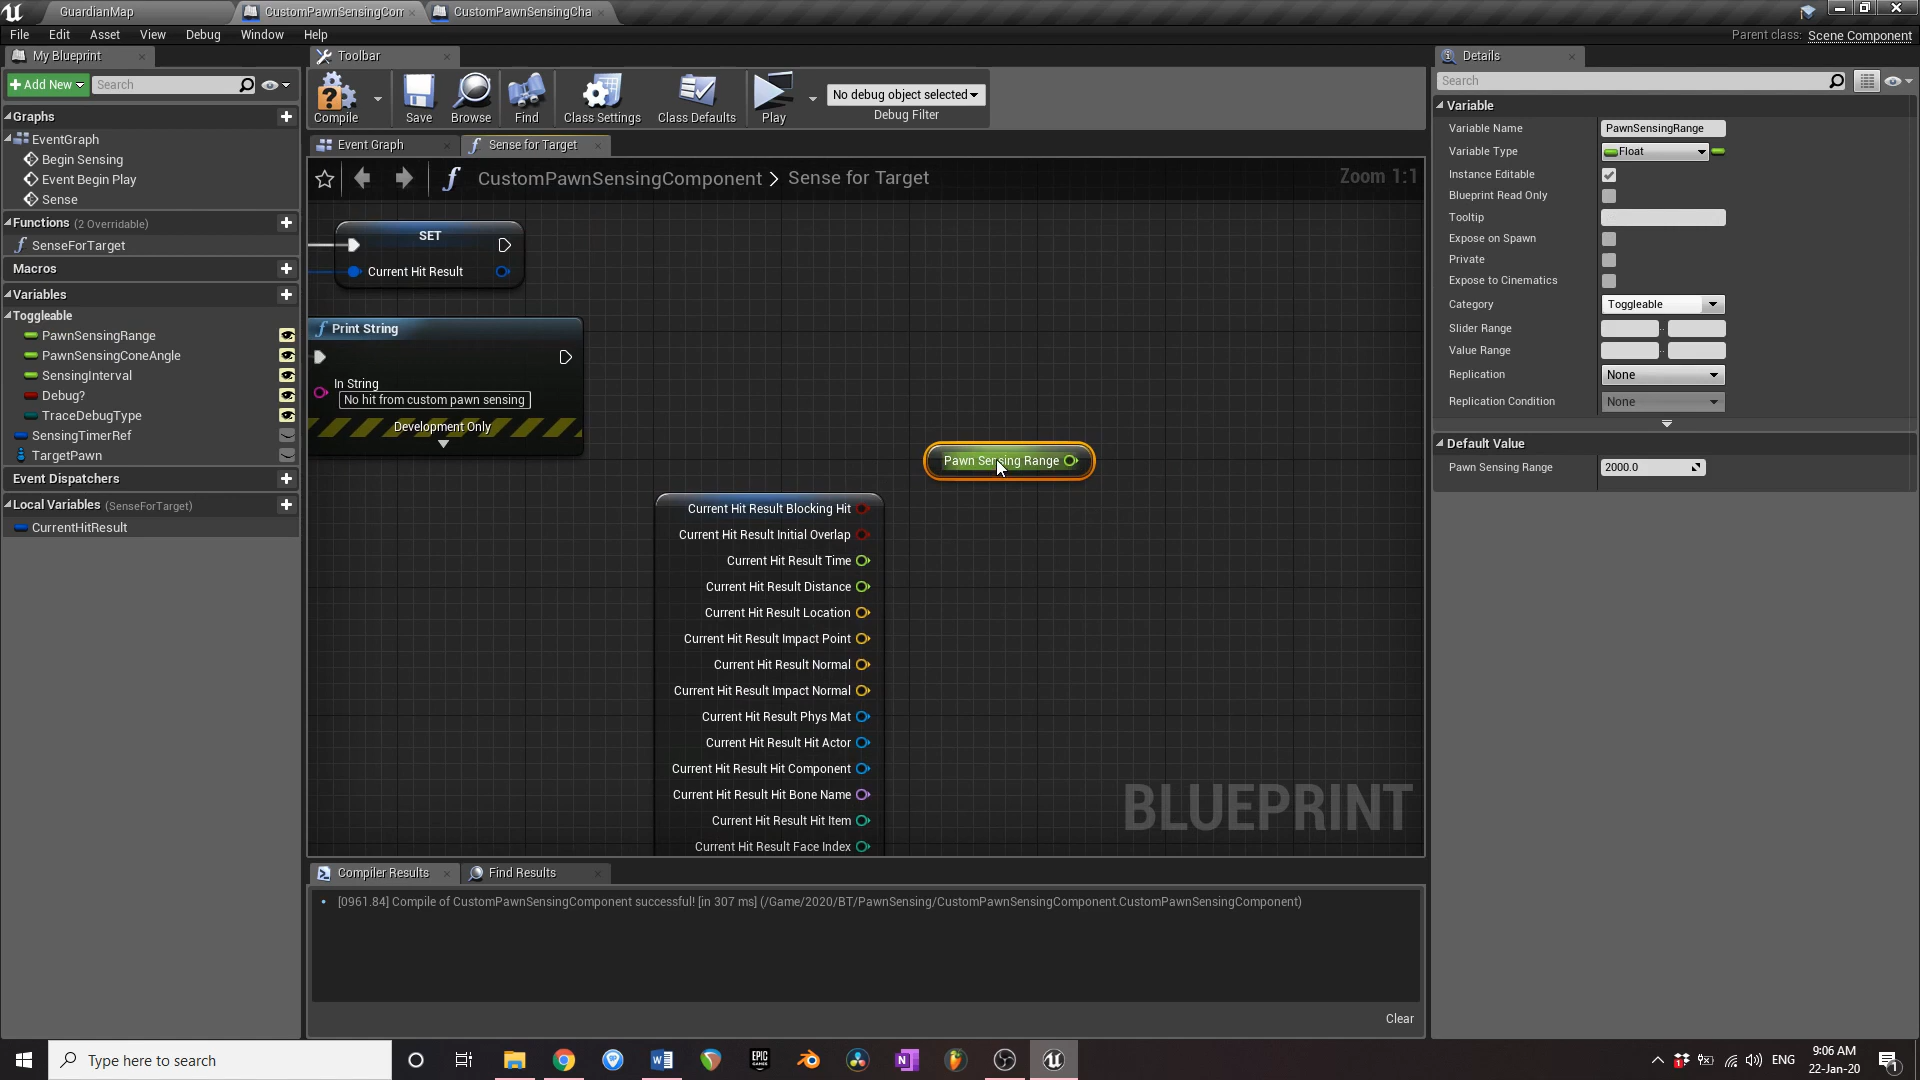 GuardianMap
CustomPawnSensingCom
CustomPawnSensingCha
File Edit Asset View Debug Window Help
Parent class: Scene Component
My Blueprint
Toolbar
Details
Add New
Search
Compile
Save
Browse
Find
Class Settings
Class Defaults
Play
No debug object selected
Debug Filter
Search
Graphs
EventGraph
Begin Sensing
Event Begin Play
Sense
Functions (2 Overridable)
SenseForTarget
Macros
Variables
Toggleable
PawnSensingRange
PawnSensingConeAngle
SensingInterval
Debug?
TraceDebugType
SensingTimerRef
TargetPawn
Event Dispatchers
Local Variables (SenseForTarget)
CurrentHitResult
Event Graph
Sense for Target
CustomPawnSensingComponent > Sense for Target
Zoom 1:1
SET
Current Hit Result
Print String
In String
No hit from custom pawn sensing
Development Only
Pawn Sensing Range
Current Hit Result Blocking Hit
Current Hit Result Initial Overlap
Current Hit Result Time
Current Hit Result Distance
Current Hit Result Location
Current Hit Result Impact Point
Current Hit Result Normal
Current Hit Result Impact Normal
Current Hit Result Phys Mat
Current Hit Result Hit Actor
Current Hit Result Hit Component
Current Hit Result Hit Bone Name
Current Hit Result Hit Item
Current Hit Result Face Index
BLUEPRINT
Variable
Variable Name PawnSensingRange
Variable Type Float
Instance Editable
Blueprint Read Only
Tooltip
Expose on Spawn
Private
Expose to Cinematics
Category Toggleable
Slider Range
Value Range
Replication None
Replication Condition None
Default Value
Pawn Sensing Range 2000.0
Compiler Results
Find Results
[0961.84] Compile of CustomPawnSensingComponent successful! [in 307 ms] (/Game/2020/BT/PawnSensing/CustomPawnSensingComponent.CustomPawnSensingComponent)
Clear
Type here to search
EPIC GAMES
ENG
9:06 AM
22-Jan-20
1